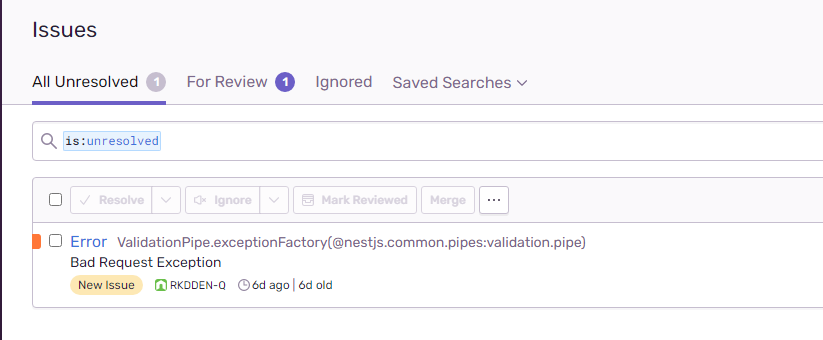 Issues
All Unresolved 1 For Review 1 Ignored Saved Searches
is:unresolved
Resolve Ignore Mark Reviewed Merge ...
Error ValidationPipe.exceptionFactory(@nestjs.common.pipes:validation.pipe)
Bad Request Exception
New Issue RKDDEN-Q 6d ago | 6d old